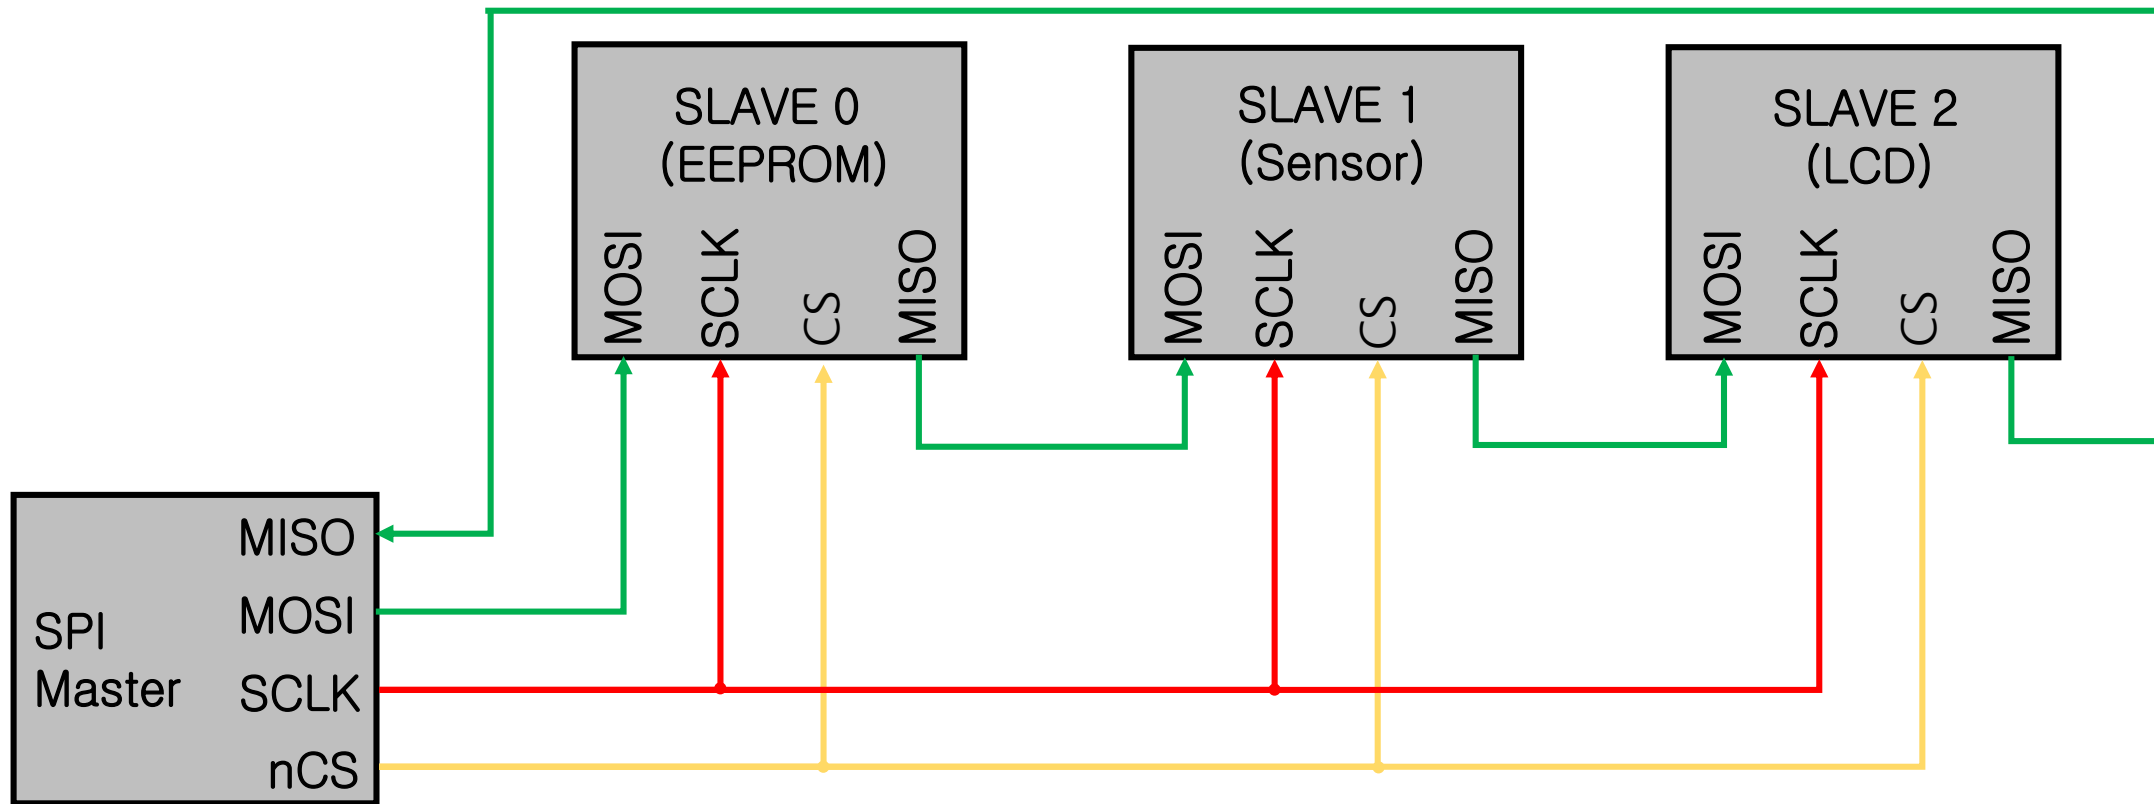 SLAVE 0
(EEPROM)
MOSI
SCLK
CS
MISO
SLAVE 1
(Sensor)
MOSI
SCLK
CS
MISO
SLAVE 2
(LCD)
MOSI
SCLK
CS
MISO
SPI
Master
MISO
MOSI
SCLK
nCS